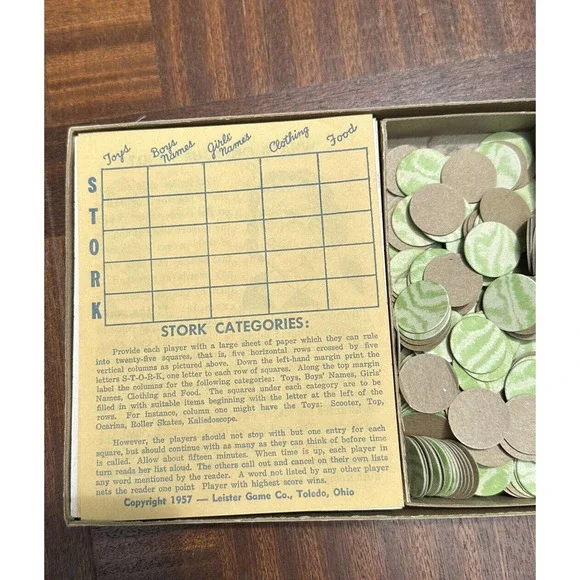 Toys Boys Names Girls Names Clothing Food
S
T
O
R
K
STORK CATEGORIES:
Provide each player with a large sheet of paper which they can rule
into twenty-five squares, that is, five horizontal rows crossed by five
vertical columns as pictured above. Down the left-hand margin print the
letters S-T-O-R-K, one letter to each row of squares. Along the top margin
label the columns for the following categories: Toys, Boys' Names, Girls'
Names, Clothing and Food. The squares under each category are to be
filled in with suitable items beginning with the letter at the left of the
rows. For instance, column one might have the Toys: Scooter, Top,
Ocarina, Roller Skates, Kaliedoscope.
However, the players should not stop with but one entry for each
square, but should continue with as many as they can think of before time
is called. Allow about fifteen minutes. When time is up, each player in
turn reads her list aloud. The others call out and cancel on their own lists
any word mentioned by the reader. A word not listed by any other player
nets the reader one point Player with highest score wins.
Copyright 1957 — Leister Game Co., Toledo, Ohio